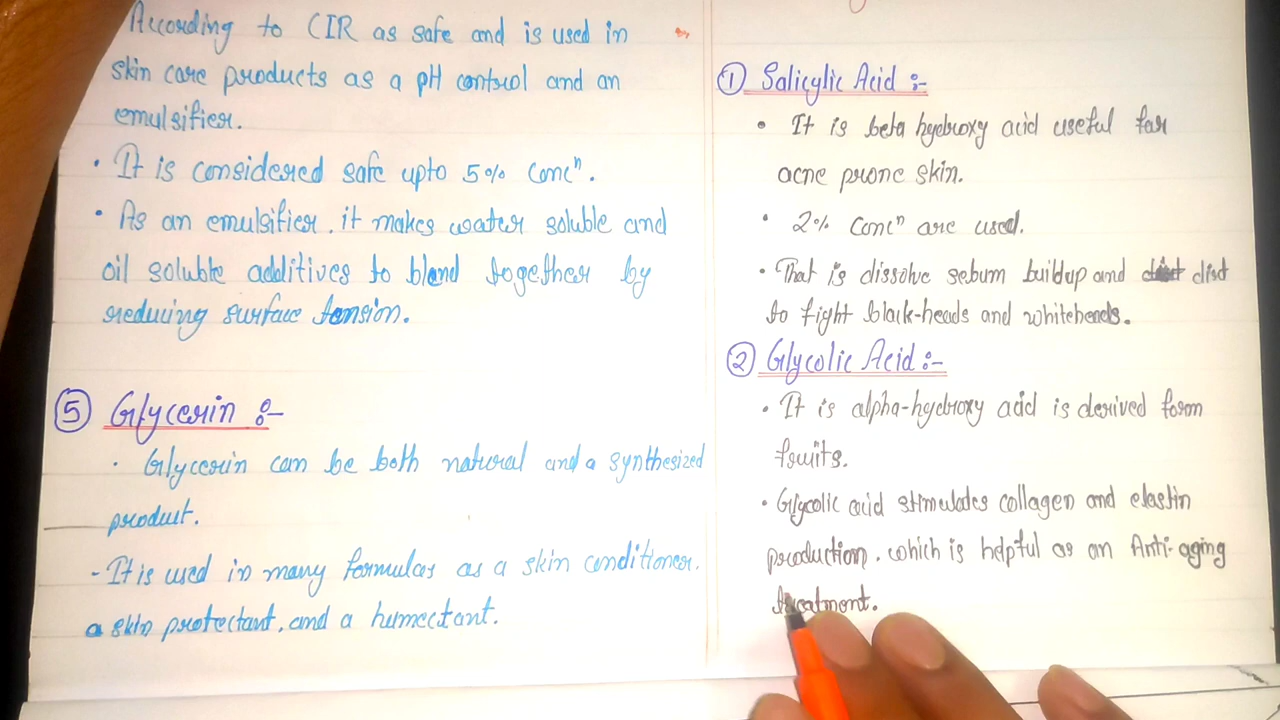 According to CIR as safe and is used in
skin care products as a pH control and an
emulsifier.
• It is considered safe upto 5% concⁿ.
• As an emulsifier, it makes water soluble and
oil soluble additives to blend together by
reducing surface tension.
⑤ Glycerin :-
• Glycerin can be both natural and a synthesized
product.
- It is used in many formulas as a skin conditioner.
a skin protectant, and a humectant.
① Salicylic Acid :-
• It is beta hydroxy acid useful for
acne prone skin.
• 2% concⁿ are used.
• That is dissolve sebum buildup and dist
to fight black-heads and whiteheads.
② Glycolic Acid :-
• It is alpha-hydroxy acid is derived form
fruits.
• Glycolic acid stimulates collagen and elastin
production. which is helpful as an Anti-aging
treatment.